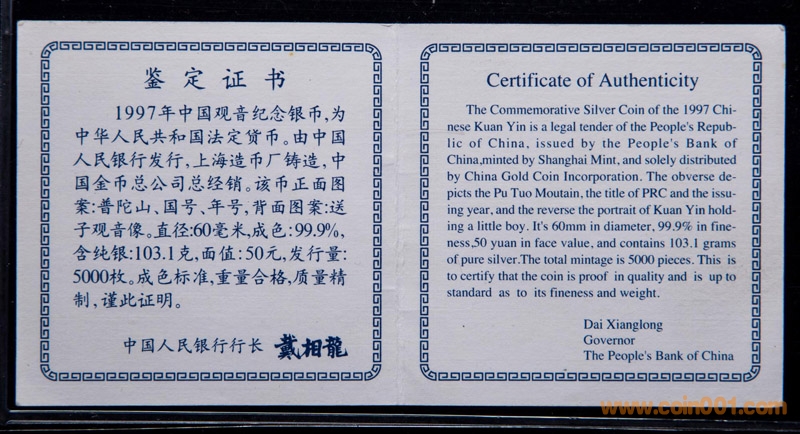 鉴定证书
1997年中国观音纪念银币,为
中华人民共和国法定货币。由中国
人民银行发行,上海造币厂铸造,中
国金币总公司总经销。该币正面图
案:普陀山、国号、年号,背面图案:送
子观音像。直径:60毫米,成色:99.9%,
含纯银:103.1克,面值:50元,发行量:
5000枚。成色标准,重量合格,质量精
制,谨此证明。
中国人民银行行长 戴相龍
Certificate of Authenticity
The Commemorative Silver Coin of the 1997 Chi-
nese Kuan Yin is a legal tender of the People's Repub-
lic of China, issued by the People's Bank of
China,minted by Shanghai Mint, and solely distributed
by China Gold Coin Incorporation. The obverse de-
picts the Pu Tuo Moutain, the title of PRC and the issu-
ing year, and the reverse the portrait of Kuan Yin hold-
ing a little boy. It's 60mm in diameter, 99.9% in fine-
ness,50 yuan in face value, and contains 103.1 grams
of pure silver.The total mintage is 5000 pieces. This is
to certify that the coin is proof in quality and is up to
standard as to its fineness and weight.
Dai Xianglong
Governor
The People's Bank of China
www.coin001.com